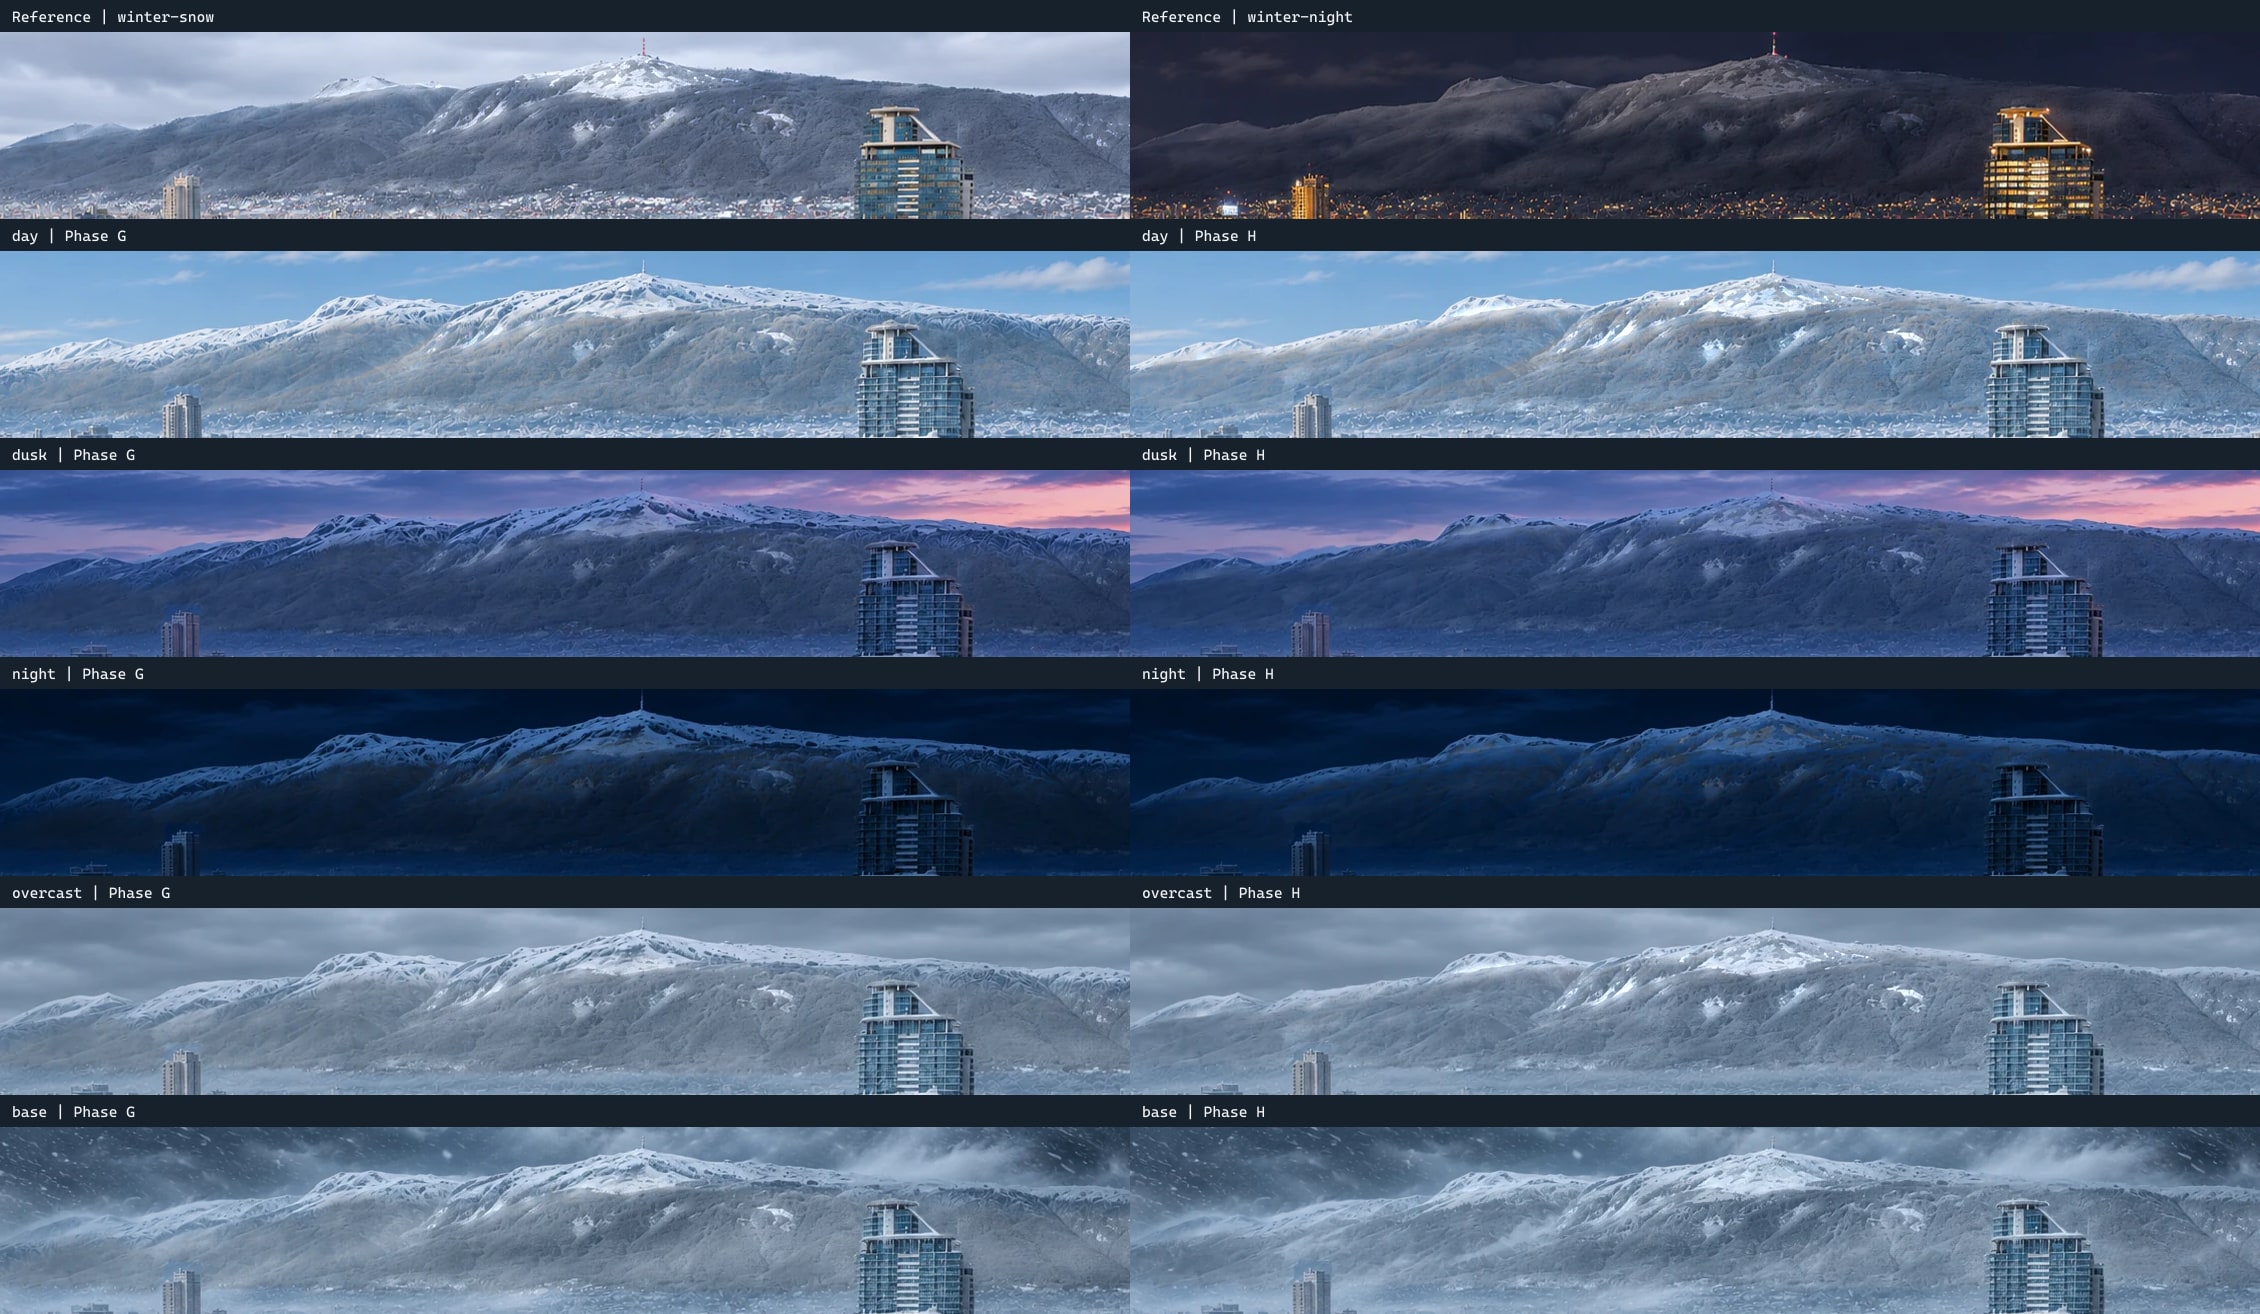 Reference | winter-snow
Reference | winter-night
day | Phase G
day | Phase H
dusk | Phase G
dusk | Phase H
night | Phase G
night | Phase H
overcast | Phase G
overcast | Phase H
base | Phase G
base | Phase H